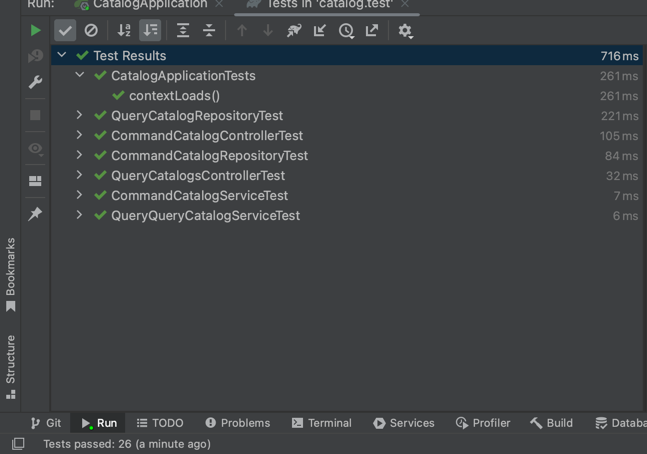 Run: CatalogApplication Tests in 'catalog.test'
Test Results 716 ms
CatalogApplicationTests 261 ms
contextLoads() 261 ms
QueryCatalogRepositoryTest 221 ms
CommandCatalogControllerTest 105 ms
CommandCatalogRepositoryTest 84 ms
QueryCatalogsControllerTest 32 ms
CommandCatalogServiceTest 7 ms
QueryQueryCatalogServiceTest 6 ms
Bookmarks
Structure
Git Run TODO Problems Terminal Services Profiler Build Databa
Tests passed: 26 (a minute ago)